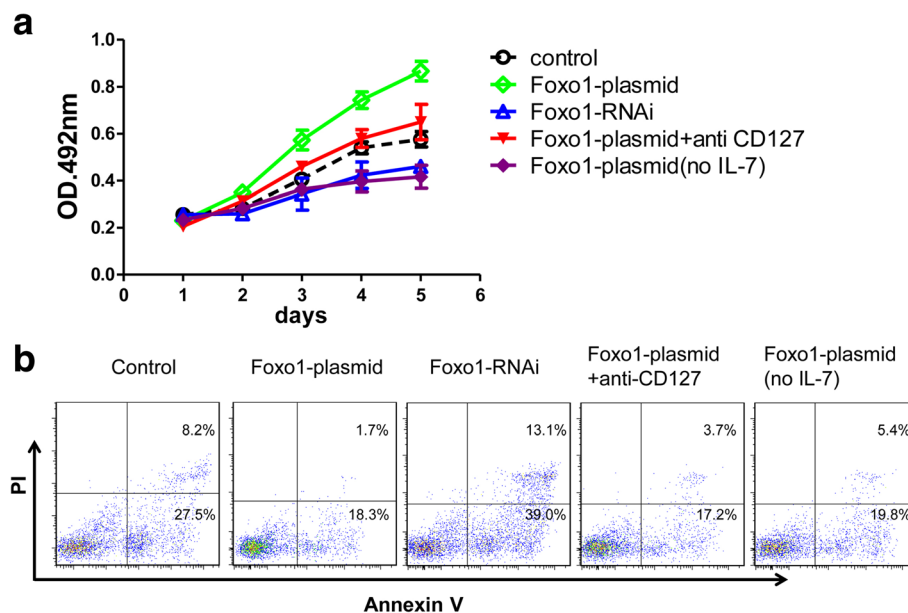 a
1.0
0.8
0.6
0.4
0.2
0.0
OD.492nm
0 1 2 3 4 5 6
days
control
Foxo1-plasmid
Foxo1-RNAi
Foxo1-plasmid+anti CD127
Foxo1-plasmid(no IL-7)
b
Control
Foxo1-plasmid
Foxo1-RNAi
Foxo1-plasmid
+anti-CD127
Foxo1-plasmid
(no IL-7)
8.2% 1.7% 13.1% 3.7% 5.4%
27.5% 18.3% 39.0% 17.2% 19.8%
PI
Annexin V